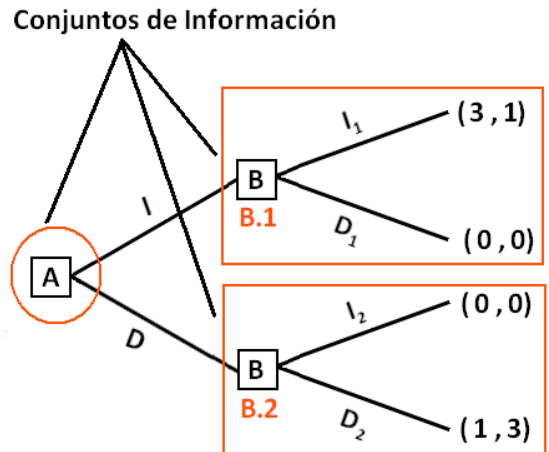 Conjuntos de Información
I₁
(3,1)
B
I
B.1
D₁
(0,0)
A
I₂
(0,0)
D
B
B.2
D₂
(1,3)